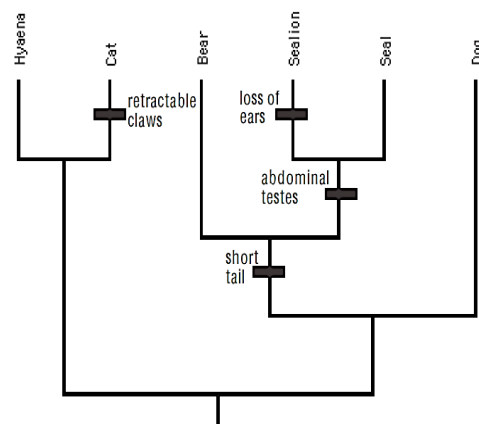 Hyaena
Cat
Bear
Sealion
Seal
Dog
retractable
claws
loss of
ears
abdominal
testes
short
tail